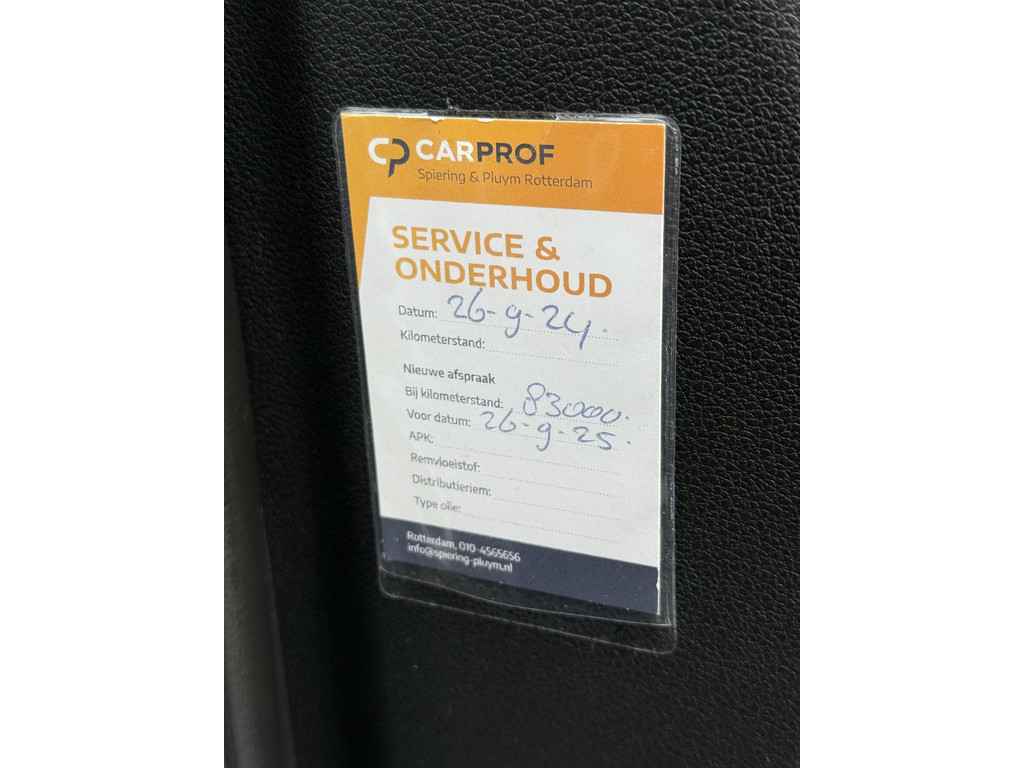 CP CARPROF
Spiering & Pluym Rotterdam
SERVICE &
ONDERHOUD
Datum: 26-9-24.
Kilometerstand:
Nieuwe afspraak
Bij kilometerstand: 83000.
Voor datum: 26-9-25.
APK:
Remvloeistof:
Distributieriem:
Type olie:
Rotterdam, 010-4565656
info@spiering-pluym.nl